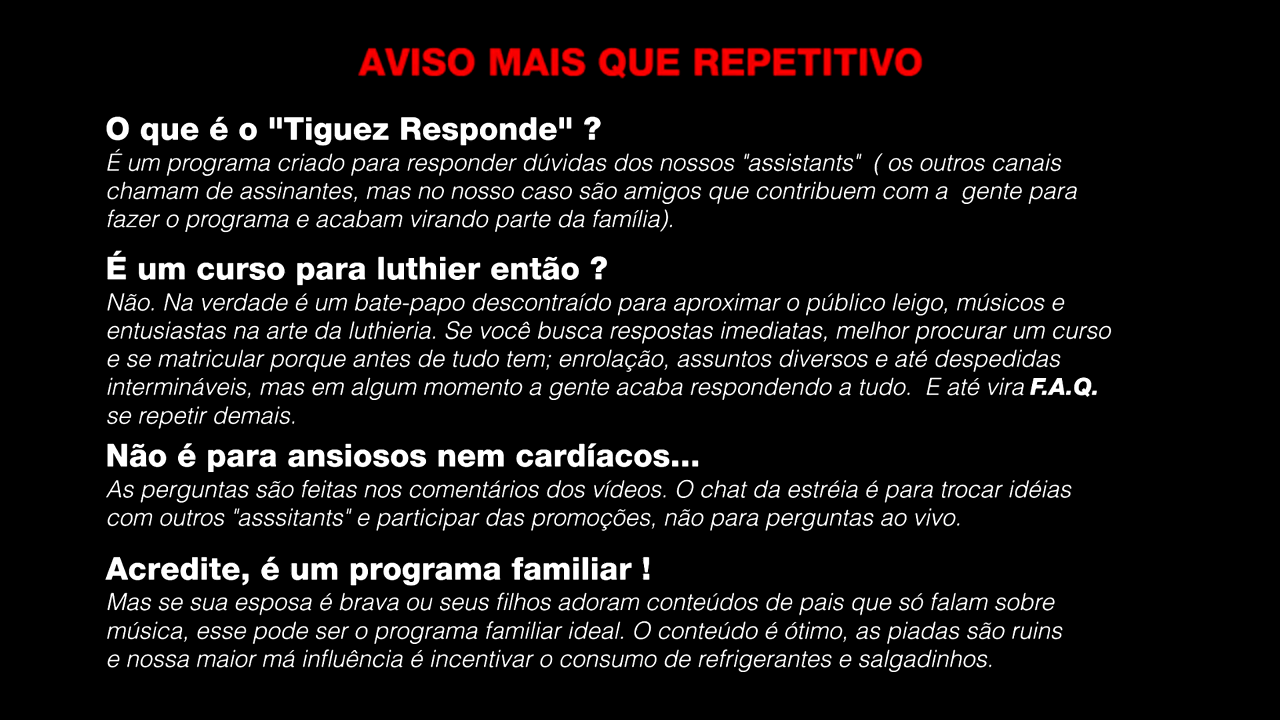 AVISO MAIS QUE REPETITIVO
O que é o "Tiguez Responde" ?
É um programa criado para responder dúvidas dos nossos "assistants"  ( os outros canais
chamam de assinantes, mas no nosso caso são amigos que contribuem com a  gente para
fazer o programa e acabam virando parte da família).
É um curso para luthier então ?
Não. Na verdade é um bate-papo descontraído para aproximar o público leigo, músicos e
entusiastas na arte da luthieria. Se você busca respostas imediatas, melhor procurar um curso
e se matricular porque antes de tudo tem; enrolação, assuntos diversos e até despedidas
intermináveis, mas em algum momento a gente acaba respondendo a tudo.  E até vira F.A.Q.
se repetir demais.
Não é para ansiosos nem cardíacos...
As perguntas são feitas nos comentários dos vídeos. O chat da estréia é para trocar idéias
com outros "asssitants" e participar das promoções, não para perguntas ao vivo.
Acredite, é um programa familiar !
Mas se sua esposa é brava ou seus filhos adoram conteúdos de pais que só falam sobre
música, esse pode ser o programa familiar ideal. O conteúdo é ótimo, as piadas são ruins
e nossa maior má influência é incentivar o consumo de refrigerantes e salgadinhos.